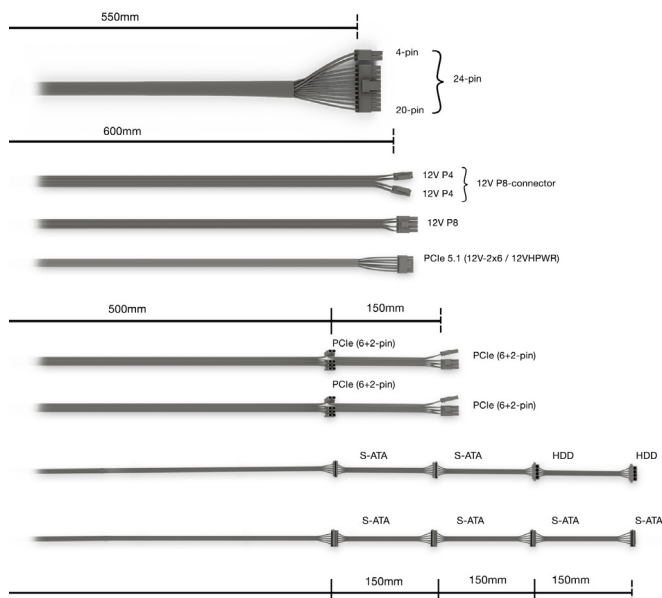 550mm
4-pin
24-pin
20-pin
600mm
12V P4
12V P4
12V P8-connector
12V P8
PCIe 5.1 (12V-2x6 / 12VHPWR)
500mm
150mm
PCIe (6+2-pin)
PCIe (6+2-pin)
PCIe (6+2-pin)
PCIe (6+2-pin)
S-ATA
S-ATA
HDD
HDD
S-ATA
S-ATA
S-ATA
S-ATA
150mm
150mm
150mm